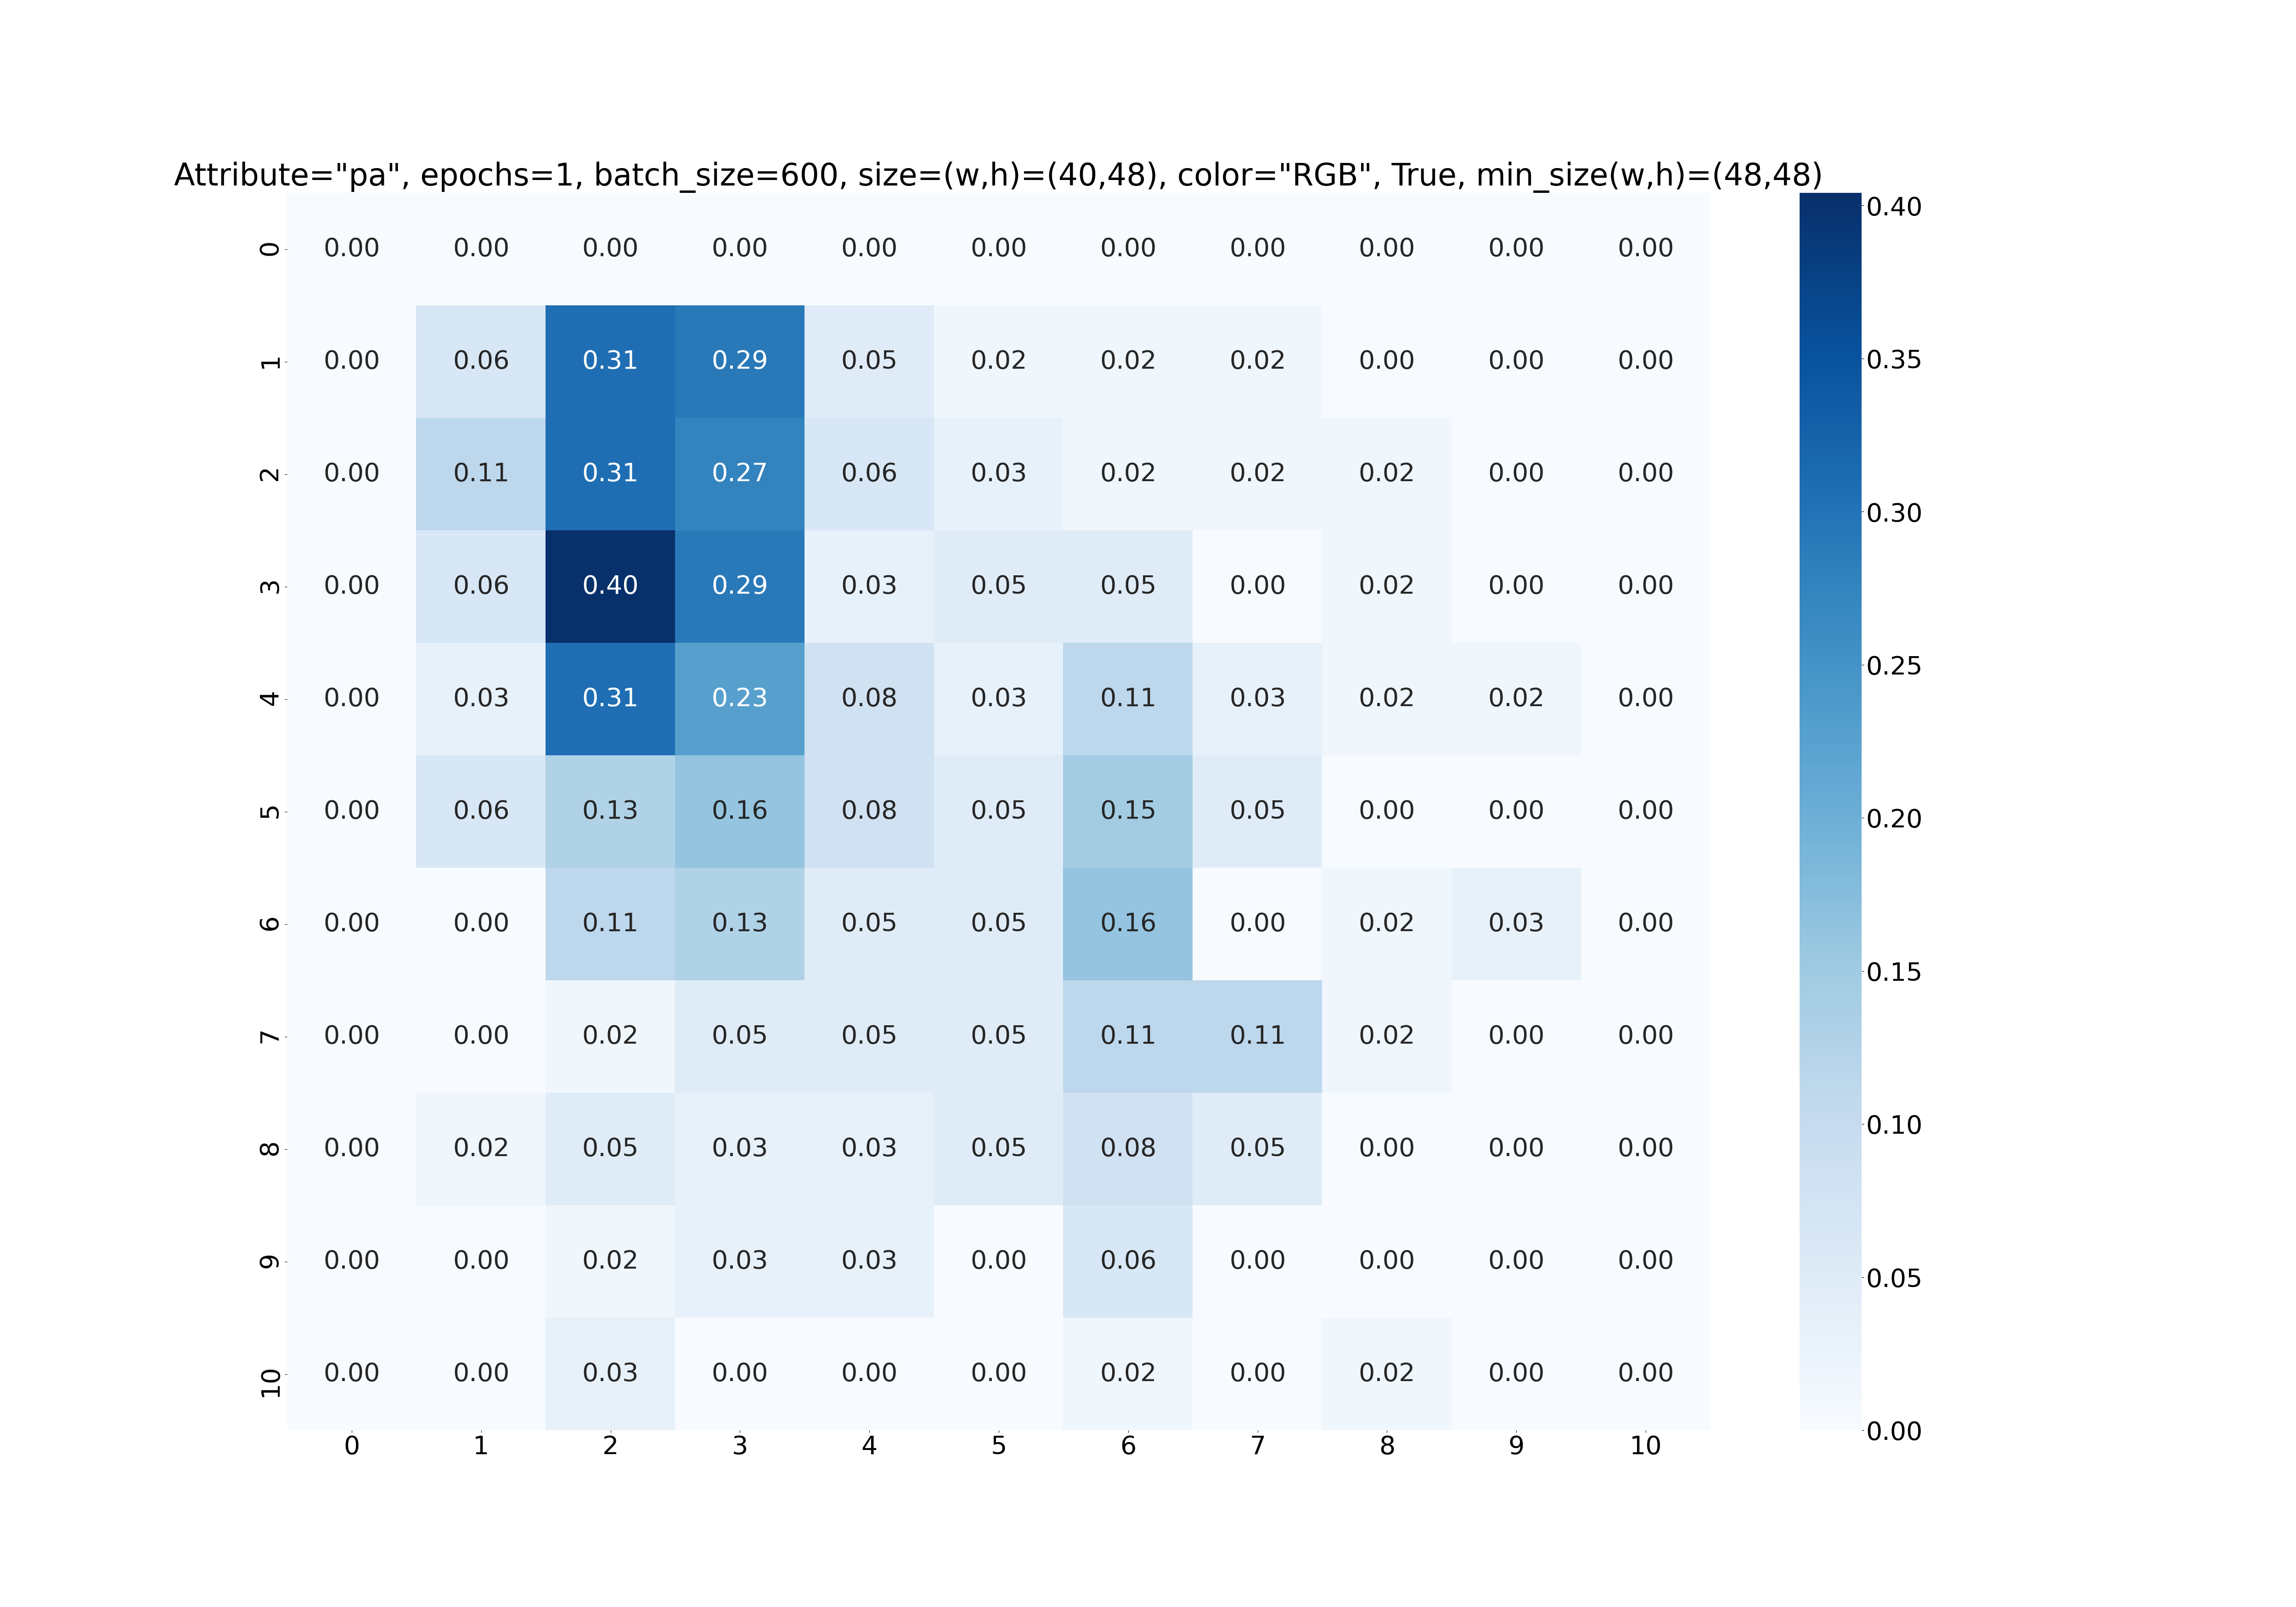 Attribute="pa", epochs=1, batch_size=600, size=(w,h)=(40,48), color="RGB", True, min_size(w,h)=(48,48)
0 0.00 0.00 0.00 0.00 0.00 0.00 0.00 0.00 0.00 0.00 0.00
1 0.00 0.06 0.31 0.29 0.05 0.02 0.02 0.02 0.00 0.00 0.00
2 0.00 0.11 0.31 0.27 0.06 0.03 0.02 0.02 0.02 0.00 0.00
3 0.00 0.06 0.40 0.29 0.03 0.05 0.05 0.00 0.02 0.00 0.00
4 0.00 0.03 0.31 0.23 0.08 0.03 0.11 0.03 0.02 0.02 0.00
5 0.00 0.06 0.13 0.16 0.08 0.05 0.15 0.05 0.00 0.00 0.00
6 0.00 0.00 0.11 0.13 0.05 0.05 0.16 0.00 0.02 0.03 0.00
7 0.00 0.00 0.02 0.05 0.05 0.05 0.11 0.11 0.02 0.00 0.00
8 0.00 0.02 0.05 0.03 0.03 0.05 0.08 0.05 0.00 0.00 0.00
9 0.00 0.00 0.02 0.03 0.03 0.00 0.06 0.00 0.00 0.00 0.00
10 0.00 0.00 0.03 0.00 0.00 0.00 0.02 0.00 0.02 0.00 0.00
0 1 2 3 4 5 6 7 8 9 10
0.40
0.35
0.30
0.25
0.20
0.15
0.10
0.05
0.00